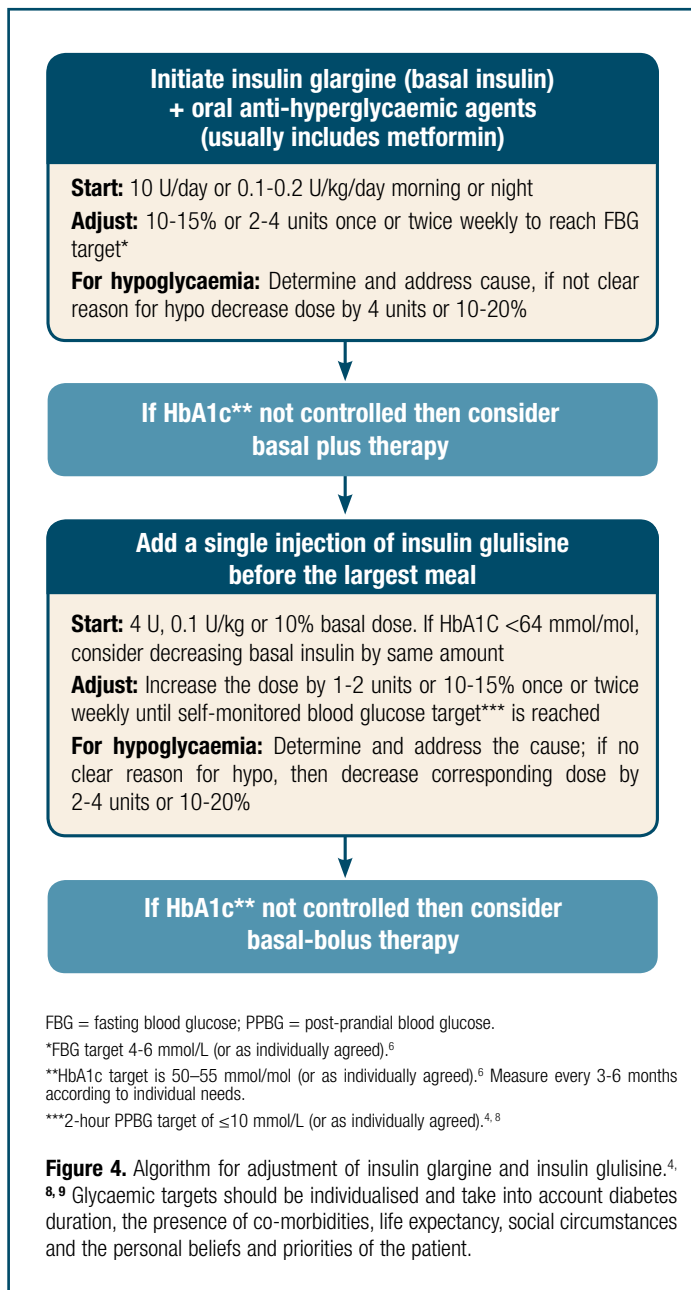 Initiate insulin glargine (basal insulin)
+ oral anti-hyperglycaemic agents
(usually includes metformin)
Start: 10 U/day or 0.1-0.2 U/kg/day morning or night
Adjust: 10-15% or 2-4 units once or twice weekly to reach FBG
target*
For hypoglycaemia: Determine and address cause, if not clear
reason for hypo decrease dose by 4 units or 10-20%
If HbA1c** not controlled then consider
basal plus therapy
Add a single injection of insulin glulisine
before the largest meal
Start: 4 U, 0.1 U/kg or 10% basal dose. If HbA1C <64 mmol/mol,
consider decreasing basal insulin by same amount
Adjust: Increase the dose by 1-2 units or 10-15% once or twice
weekly until self-monitored blood glucose target*** is reached
For hypoglycaemia: Determine and address the cause; if no
clear reason for hypo, then decrease corresponding dose by
2-4 units or 10-20%
If HbA1c** not controlled then consider
basal-bolus therapy
FBG = fasting blood glucose; PPBG = post-prandial blood glucose.
*FBG target 4-6 mmol/L (or as individually agreed).6
**HbA1c target is 50–55 mmol/mol (or as individually agreed).6 Measure every 3-6 months
according to individual needs.
***2-hour PPBG target of ≤10 mmol/L (or as individually agreed).4, 8
Figure 4. Algorithm for adjustment of insulin glargine and insulin glulisine.4,
8, 9 Glycaemic targets should be individualised and take into account diabetes
duration, the presence of co-morbidities, life expectancy, social circumstances
and the personal beliefs and priorities of the patient.